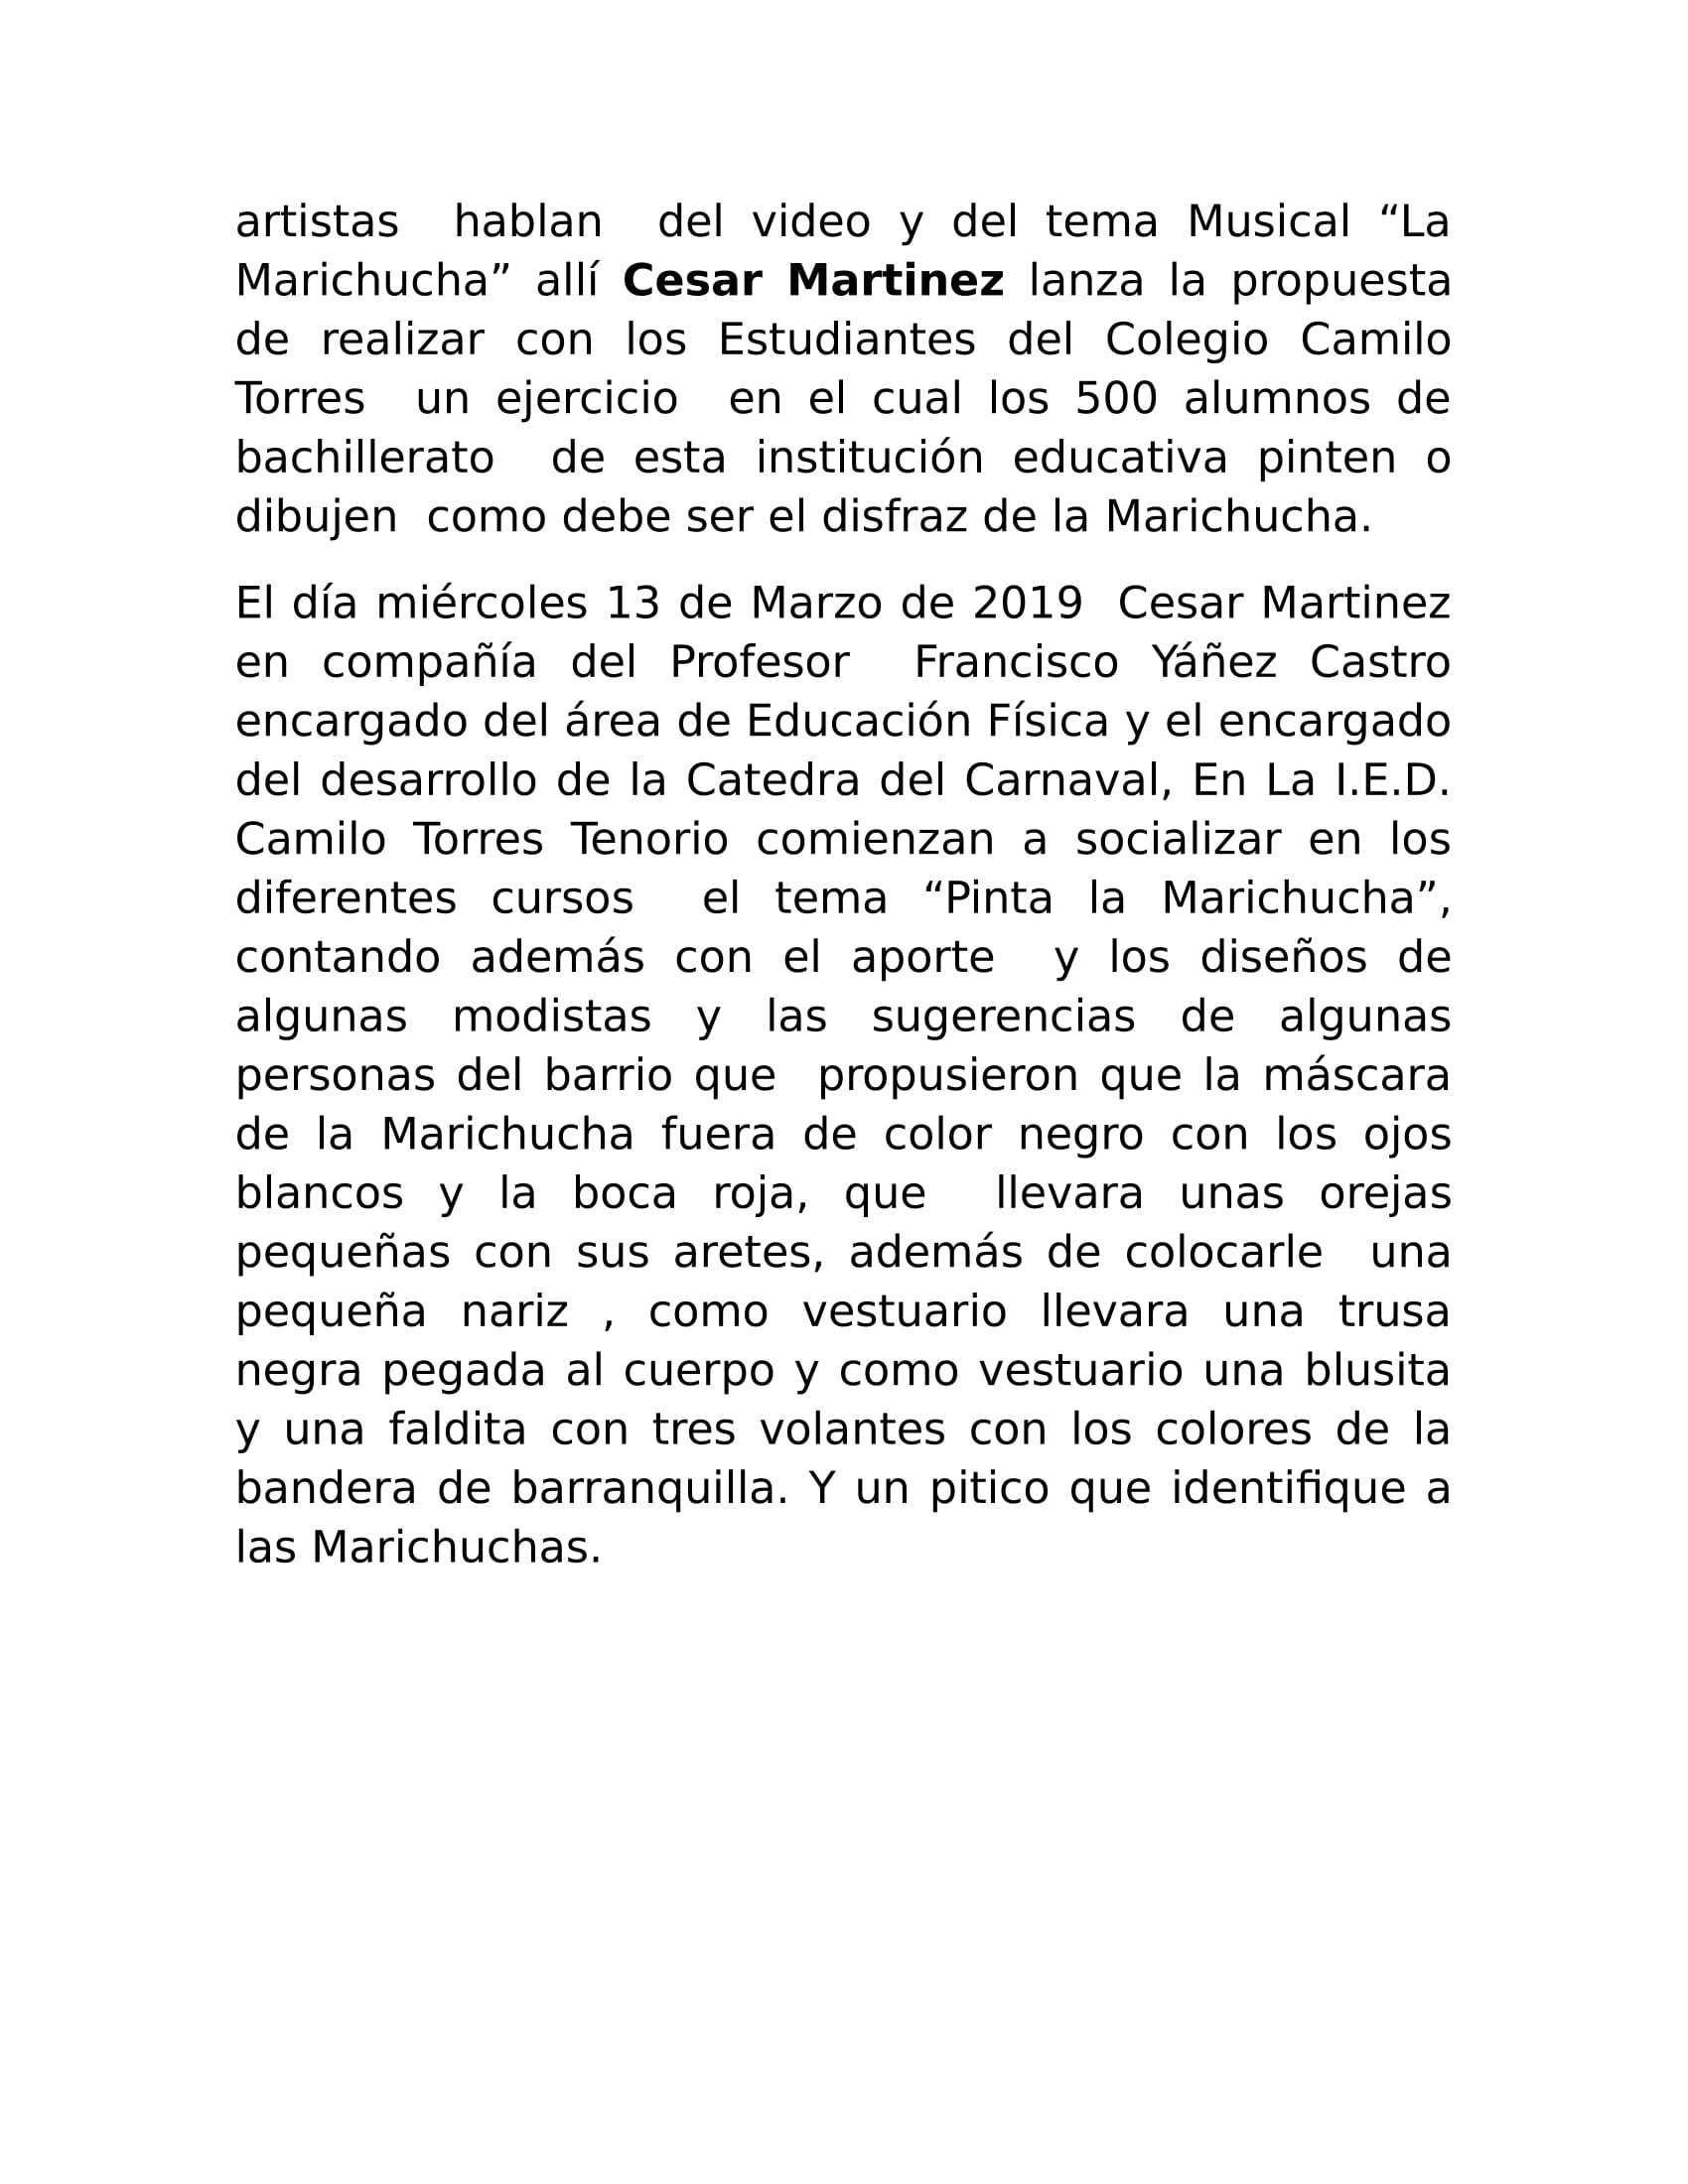 artistas hablan del video y del tema Musical “La
Marichucha” allí Cesar Martinez lanza la propuesta
de realizar con los Estudiantes del Colegio Camilo
Torres un ejercicio en el cual los 500 alumnos de
bachillerato de esta institución educativa pinten o
dibujen como debe ser el disfraz de la Marichucha.
El día miércoles 13 de Marzo de 2019 Cesar Martinez
en compañía del Profesor Francisco Yáñez Castro
encargado del área de Educación Física y el encargado
del desarrollo de la Catedra del Carnaval, En La I.E.D.
Camilo Torres Tenorio comienzan a socializar en los
diferentes cursos el tema “Pinta la Marichucha”,
contando además con el aporte y los diseños de
algunas modistas y las sugerencias de algunas
personas del barrio que propusieron que la máscara
de la Marichucha fuera de color negro con los ojos
blancos y la boca roja, que llevara unas orejas
pequeñas con sus aretes, además de colocarle una
pequeña nariz , como vestuario llevara una trusa
negra pegada al cuerpo y como vestuario una blusita
y una faldita con tres volantes con los colores de la
bandera de barranquilla. Y un pitico que identifique a
las Marichuchas.